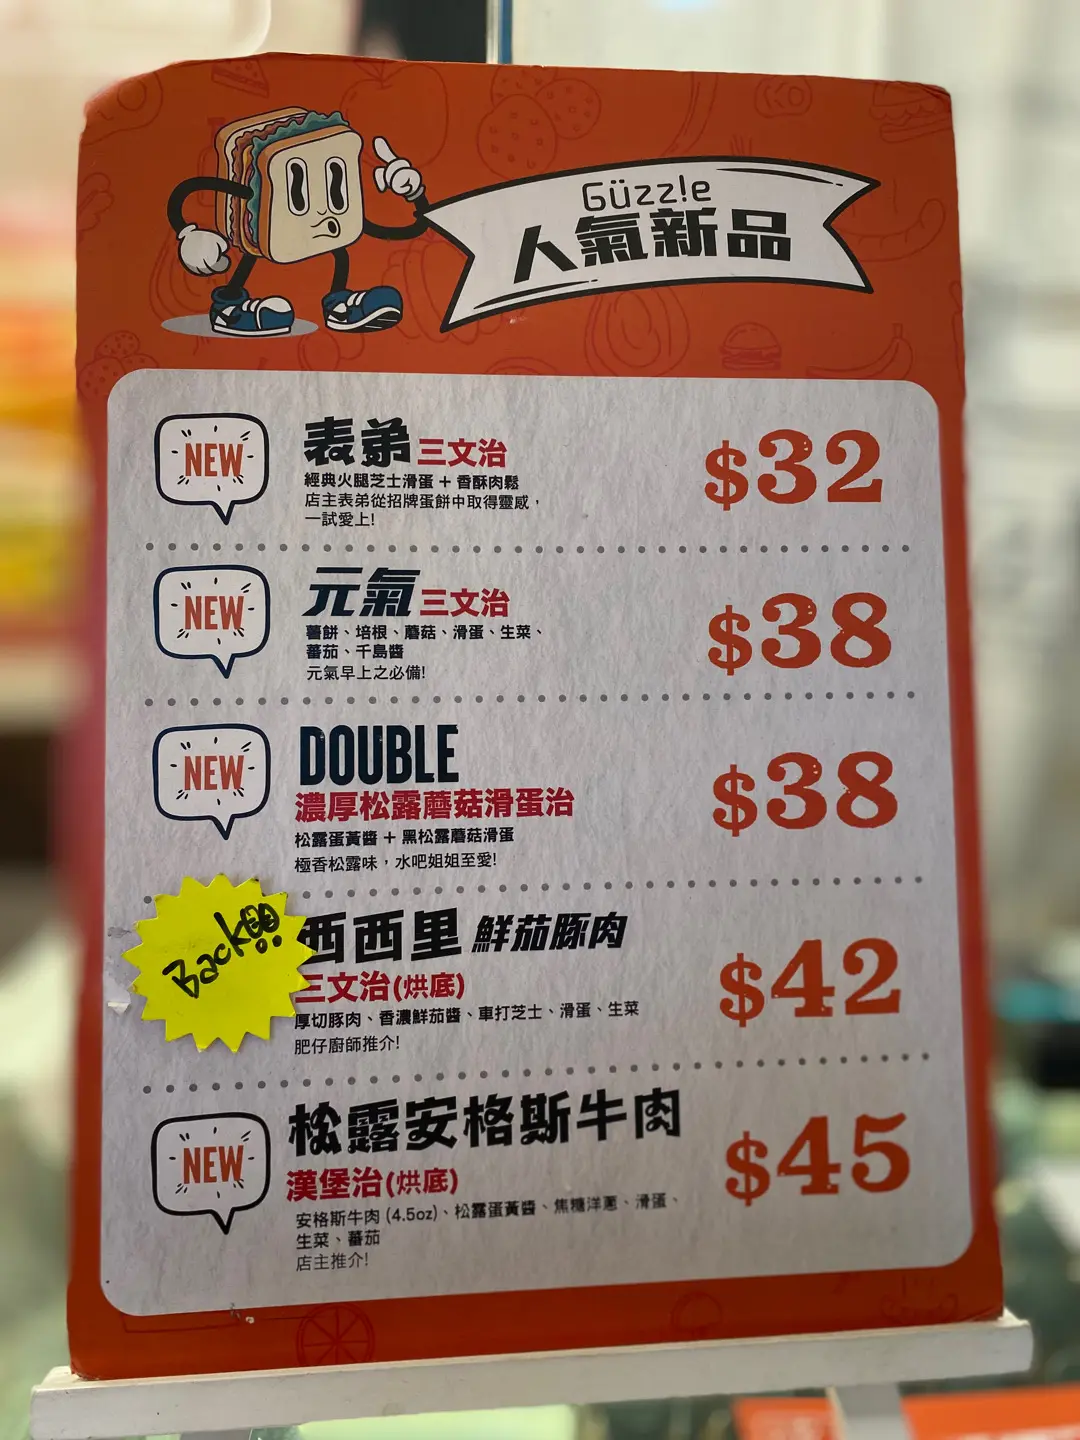 Güzz!e
人氣新品
NEW
表弟三文治
$32
經典火腿芝士滑蛋 + 香酥肉鬆
店主表弟從招牌蛋餅中取得靈感，
一試愛上!
NEW
元氣三文治
$38
薯餅、培根、蘑菇、滑蛋、生菜、
蕃茄、千島醬
元氣早上之必備!
NEW
DOUBLE
濃厚松露蘑菇滑蛋治
$38
松露蛋黃醬 + 黑松露蘑菇滑蛋
極香松露味，水吧姐姐至愛!
Back
西西里 鮮茄豚肉
三文治(烘底)
$42
厚切豚肉、香濃鮮茄醬、車打芝士、滑蛋、生菜
肥仔廚師推介!
NEW
松露安格斯牛肉
漢堡治(烘底)
$45
安格斯牛肉 (4.5oz)、松露蛋黃醬、焦糖洋蔥、滑蛋、
生菜、蕃茄
店主推介!